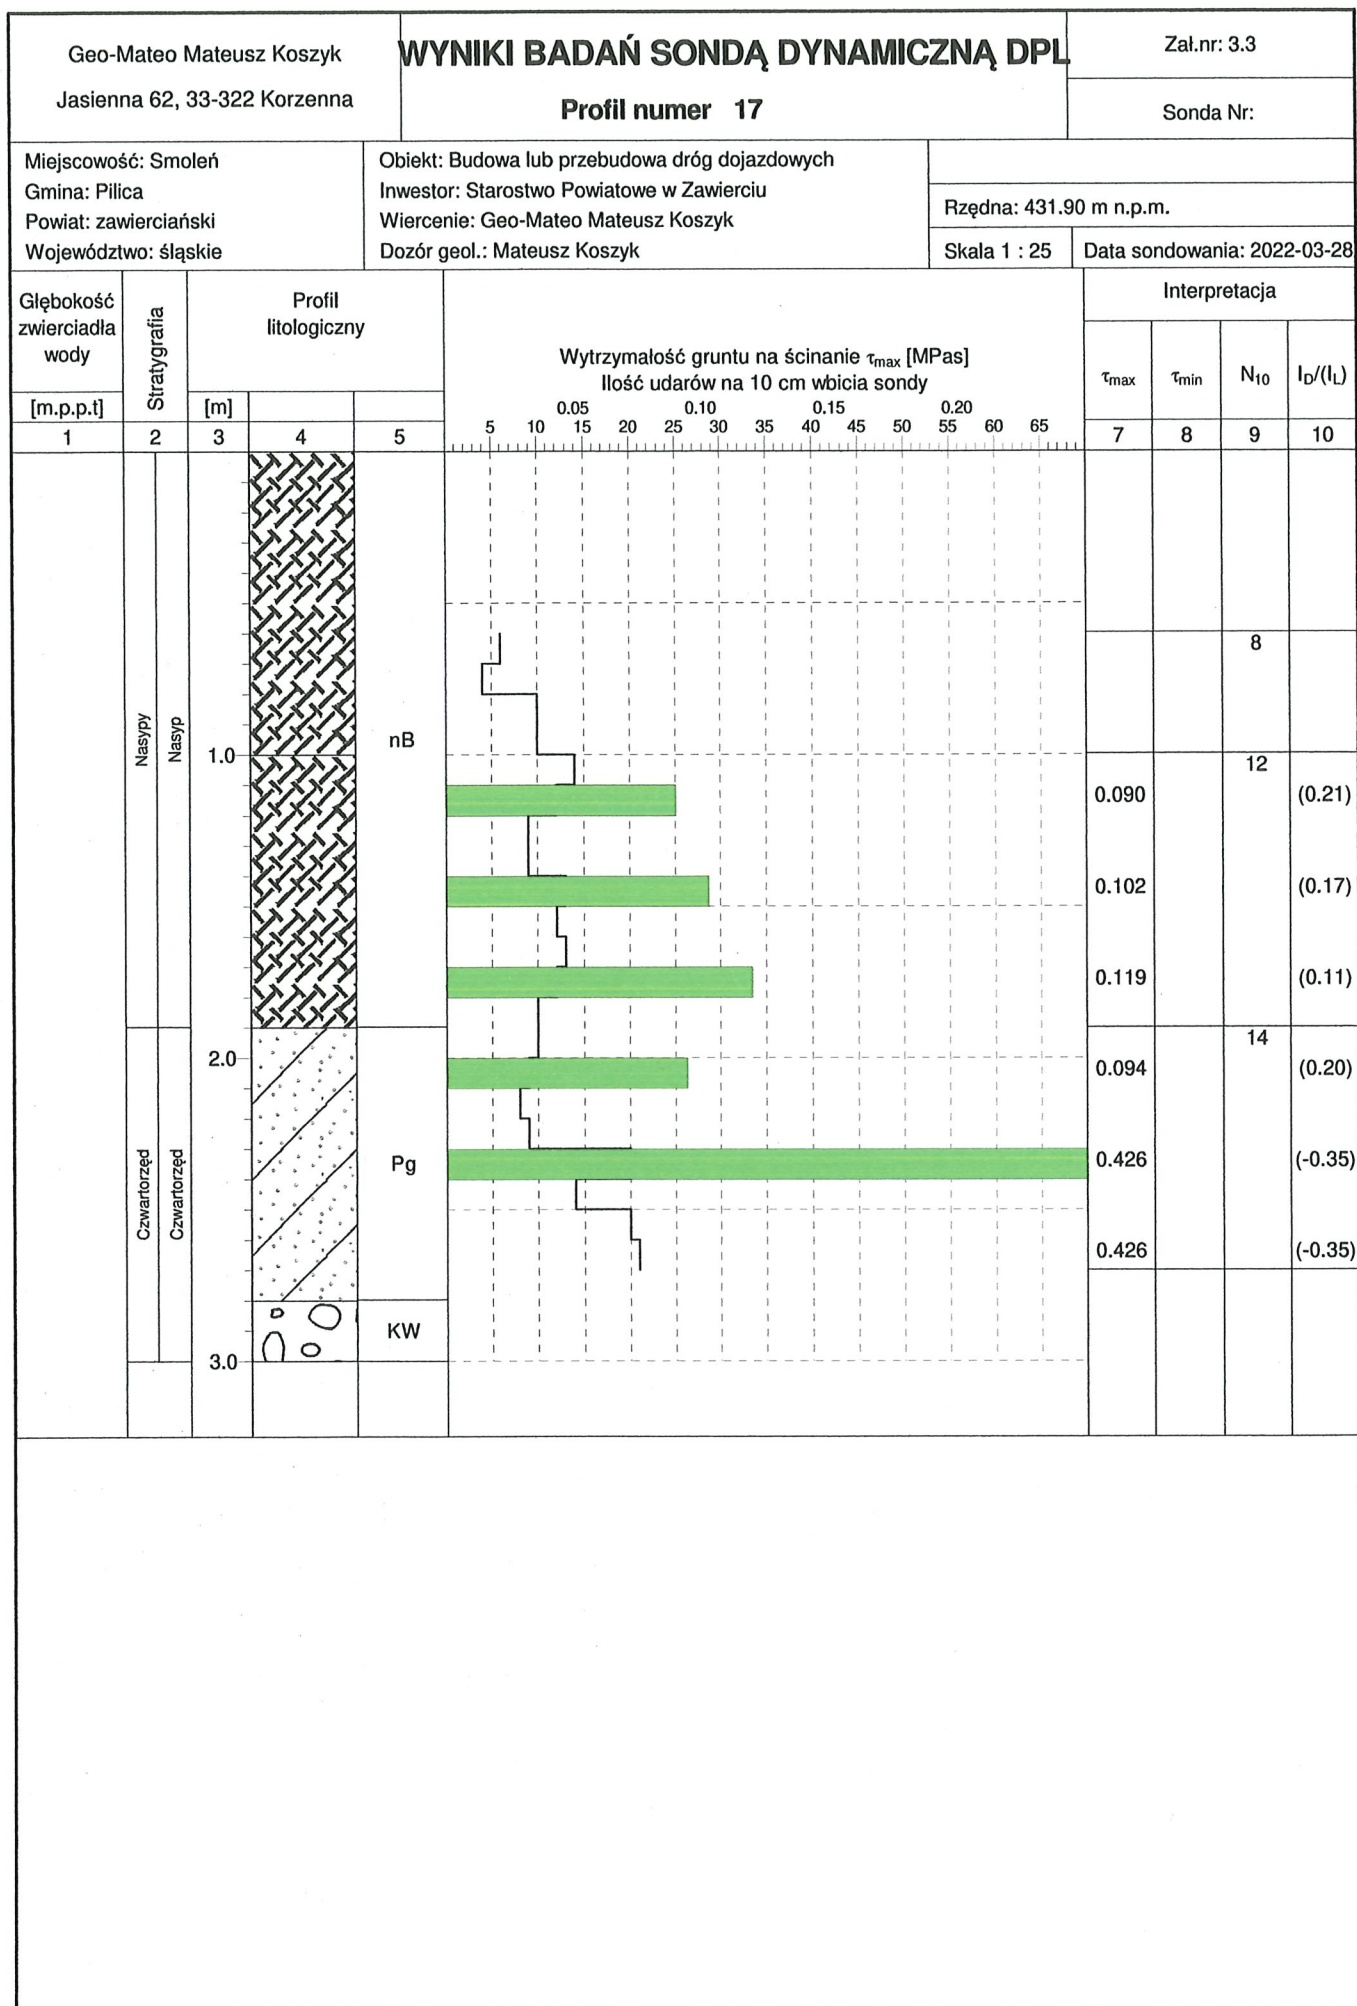 Geo-Mateo Mateusz Koszyk
Jasienna 62, 33-322 Korzenna
WYNIKI BADAŃ SONDĄ DYNAMICZNĄ DPL
Profil numer 17
Zał.nr: 3.3
Sonda Nr:
Miejscowość: Smoleń
Gmina: Pilica
Powiat: zawierciański
Województwo: śląskie
Obiekt: Budowa lub przebudowa dróg dojazdowych
Inwestor: Starostwo Powiatowe w Zawierciu
Wiercenie: Geo-Mateo Mateusz Koszyk
Dozór geol.: Mateusz Koszyk
Rzędna: 431.90 m n.p.m.
Skala 1 : 25
Data sondowania: 2022-03-28
Głębokość
zwierciadła
wody
[m.p.p.t]
Stratygrafia
Profil
litologiczny
[m]
Wytrzymałość gruntu na ścinanie τmax [MPas]
Ilość udarów na 10 cm wbicia sondy
0.05 0.10 0.15 0.20
5 10 15 20 25 30 35 40 45 50 55 60 65
Interpretacja
τmax τmin N10 ID/(IL)
1 2 3 4 5 7 8 9 10
8
Nasypy Nasyp
nB
1.0
12
0.090 (0.21)
0.102 (0.17)
0.119 (0.11)
14
2.0
0.094 (0.20)
Czwartorzęd Czwartorzęd
Pg
0.426 (-0.35)
0.426 (-0.35)
KW
3.0